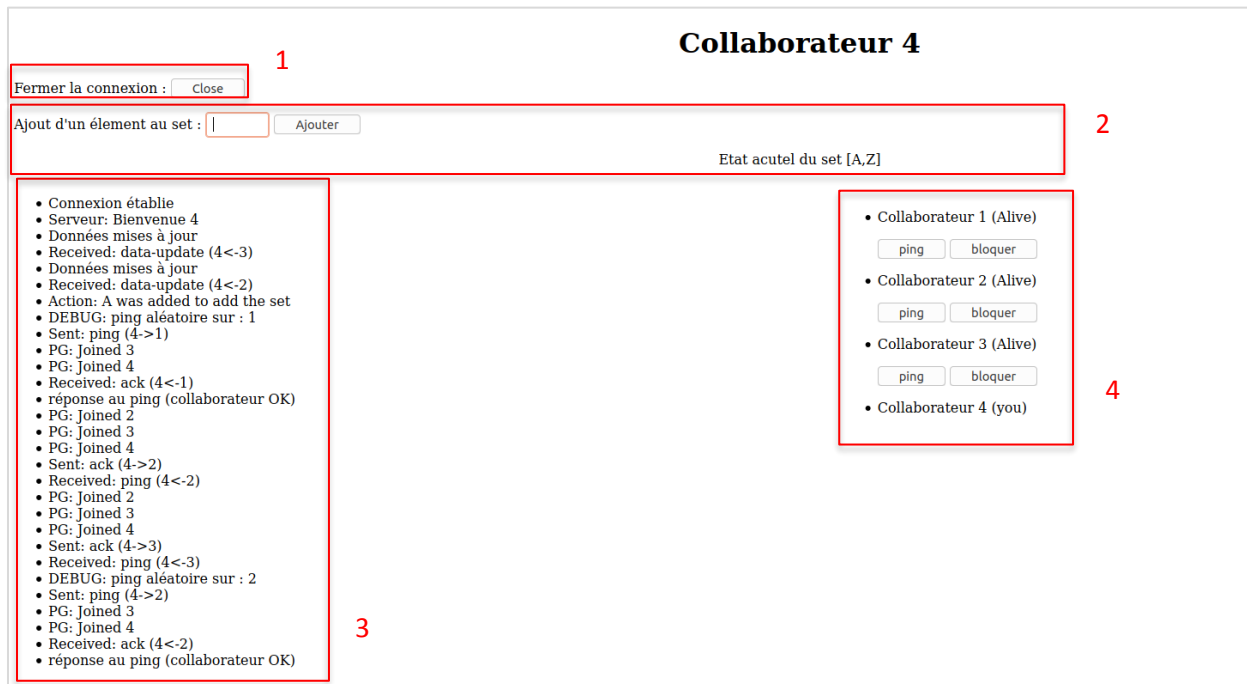 Collaborateur 4
1
Fermer la connexion : Close
Ajout d'un élement au set : Ajouter
2
Etat acutel du set [A,Z]
Connexion établie
Serveur: Bienvenue 4
Données mises à jour
Received: data-update (4<-3)
Données mises à jour
Received: data-update (4<-2)
Action: A was added to add the set
DEBUG: ping aléatoire sur : 1
Sent: ping (4->1)
PG: Joined 3
PG: Joined 4
Received: ack (4<-1)
réponse au ping (collaborateur OK)
PG: Joined 2
PG: Joined 3
PG: Joined 4
Sent: ack (4->2)
Received: ping (4<-2)
PG: Joined 2
PG: Joined 3
PG: Joined 4
Sent: ack (4->3)
Received: ping (4<-3)
DEBUG: ping aléatoire sur : 2
Sent: ping (4->2)
PG: Joined 3
PG: Joined 4
Received: ack (4<-2)
réponse au ping (collaborateur OK)
3
Collaborateur 1 (Alive)
ping bloquer
Collaborateur 2 (Alive)
ping bloquer
Collaborateur 3 (Alive)
ping bloquer
Collaborateur 4 (you)
4